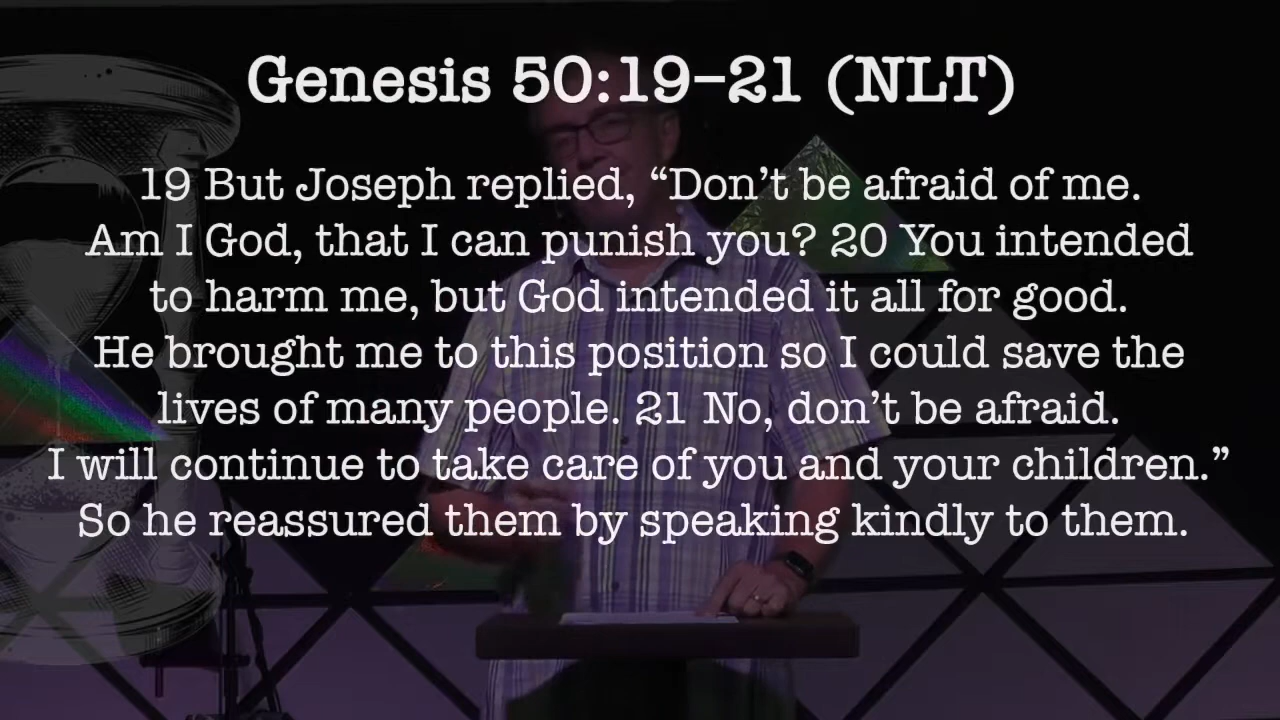 Genesis 50:19–21 (NLT)
19 But Joseph replied, “Don’t be afraid of me.
Am I God, that I can punish you? 20 You intended
to harm me, but God intended it all for good.
He brought me to this position so I could save the
lives of many people. 21 No, don’t be afraid.
I will continue to take care of you and your children.”
So he reassured them by speaking kindly to them.